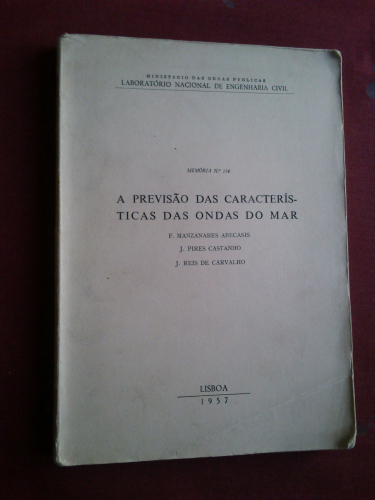 MINISTÉRIO DAS OBRAS PÚBLICAS
LABORATÓRIO NACIONAL DE ENGENHARIA CIVIL
MEMÓRIA N.º 114
A PREVISÃO DAS CARACTERÍS-
TICAS DAS ONDAS DO MAR
F. MANZANARES ABECASIS
J. PIRES CASTANHO
J. REIS DE CARVALHO
LISBOA
1957